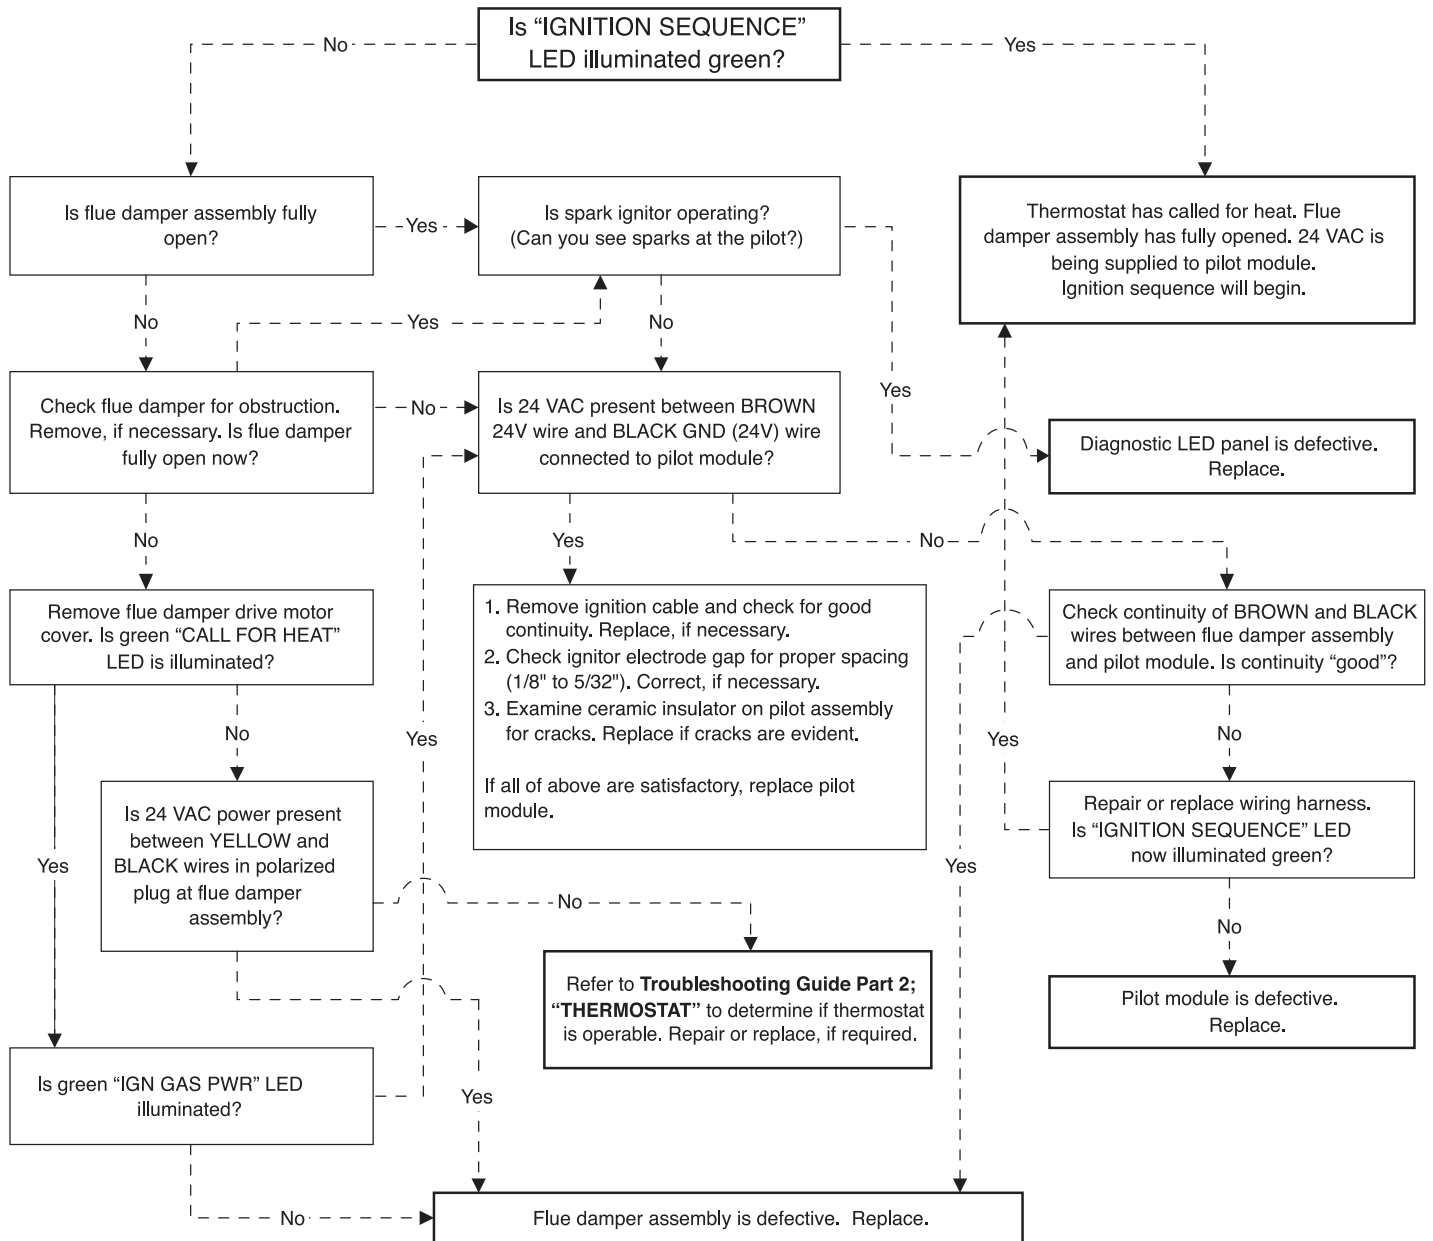 Is “IGNITION SEQUENCE”
LED illuminated green?
No
Yes
Is flue damper assembly fully
open?
Yes
Is spark ignitor operating?
(Can you see sparks at the pilot?)
Thermostat has called for heat. Flue
damper assembly has fully opened. 24 VAC is
being supplied to pilot module.
Ignition sequence will begin.
No
Yes
No
Yes
Check flue damper for obstruction.
Remove, if necessary. Is flue damper
fully open now?
No
Is 24 VAC present between BROWN
24V wire and BLACK GND (24V) wire
connected to pilot module?
Diagnostic LED panel is defective.
Replace.
No
Yes
No
Remove flue damper drive motor
cover. Is green “CALL FOR HEAT”
LED is illuminated?
1. Remove ignition cable and check for good
continuity. Replace, if necessary.
2. Check ignitor electrode gap for proper spacing
(1/8" to 5/32"). Correct, if necessary.
3. Examine ceramic insulator on pilot assembly
for cracks. Replace if cracks are evident.
If all of above are satisfactory, replace pilot
module.
Check continuity of BROWN and BLACK
wires between flue damper assembly
and pilot module. Is continuity “good”?
No
Yes
Yes
No
Is 24 VAC power present
between YELLOW and
BLACK wires in polarized
plug at flue damper
assembly?
Repair or replace wiring harness.
Is “IGNITION SEQUENCE” LED
now illuminated green?
Yes
Yes
No
No
Refer to Troubleshooting Guide Part 2;
“THERMOSTAT” to determine if thermostat
is operable. Repair or replace, if required.
Pilot module is defective.
Replace.
Is green “IGN GAS PWR” LED
illuminated?
Yes
No
Flue damper assembly is defective. Replace.